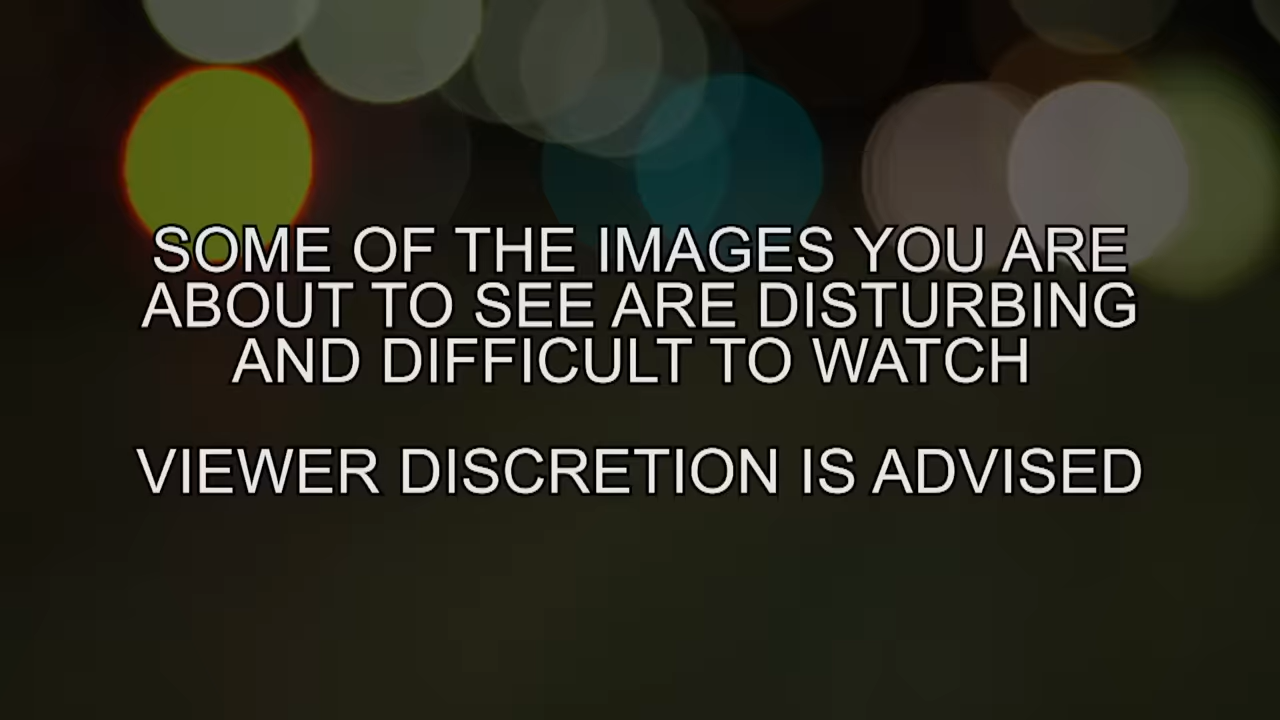 SOME OF THE IMAGES YOU ARE
ABOUT TO SEE ARE DISTURBING
AND DIFFICULT TO WATCH
VIEWER DISCRETION IS ADVISED